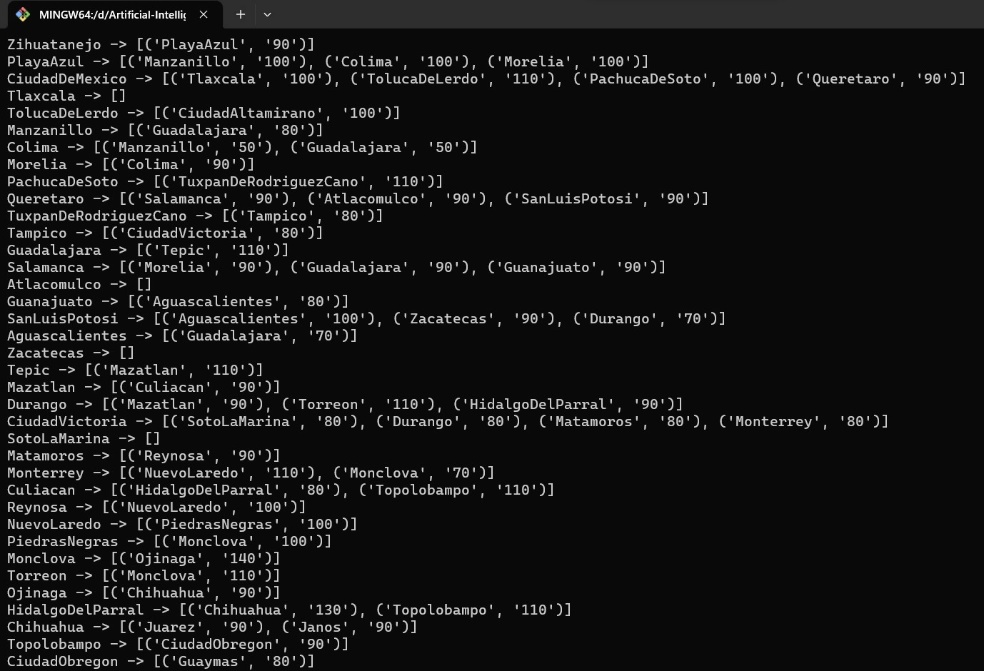 MINGW64:/d/Artificial-Intellig
Zihuatanejo -> [('PlayaAzul', '90')]
PlayaAzul -> [('Manzanillo', '100'), ('Colima', '100'), ('Morelia', '100')]
CiudadDeMexico -> [('Tlaxcala', '100'), ('TolucaDeLerdo', '110'), ('PachucaDeSoto', '100'), ('Queretaro', '90')]
Tlaxcala -> []
TolucaDeLerdo -> [('CiudadAltamirano', '100')]
Manzanillo -> [('Guadalajara', '80')]
Colima -> [('Manzanillo', '50'), ('Guadalajara', '50')]
Morelia -> [('Colima', '90')]
PachucaDeSoto -> [('TuxpanDeRodriguezCano', '110')]
Queretaro -> [('Salamanca', '90'), ('Atlacomulco', '90'), ('SanLuisPotosi', '90')]
TuxpanDeRodriguezCano -> [('Tampico', '80')]
Tampico -> [('CiudadVictoria', '80')]
Guadalajara -> [('Tepic', '110')]
Salamanca -> [('Morelia', '90'), ('Guadalajara', '90'), ('Guanajuato', '90')]
Atlacomulco -> []
Guanajuato -> [('Aguascalientes', '80')]
SanLuisPotosi -> [('Aguascalientes', '100'), ('Zacatecas', '90'), ('Durango', '70')]
Aguascalientes -> [('Guadalajara', '70')]
Zacatecas -> []
Tepic -> [('Mazatlan', '110')]
Mazatlan -> [('Culiacan', '90')]
Durango -> [('Mazatlan', '90'), ('Torreon', '110'), ('HidalgoDelParral', '90')]
CiudadVictoria -> [('SotoLaMarina', '80'), ('Durango', '80'), ('Matamoros', '80'), ('Monterrey', '80')]
SotoLaMarina -> []
Matamoros -> [('Reynosa', '90')]
Monterrey -> [('NuevoLaredo', '110'), ('Monclova', '70')]
Culiacan -> [('HidalgoDelParral', '80'), ('Topolobampo', '110')]
Reynosa -> [('NuevoLaredo', '100')]
NuevoLaredo -> [('PiedrasNegras', '100')]
PiedrasNegras -> [('Monclova', '100')]
Monclova -> [('Ojinaga', '140')]
Torreon -> [('Monclova', '110')]
Ojinaga -> [('Chihuahua', '90')]
HidalgoDelParral -> [('Chihuahua', '130'), ('Topolobampo', '110')]
Chihuahua -> [('Juarez', '90'), ('Janos', '90')]
Topolobampo -> [('CiudadObregon', '90')]
CiudadObregon -> [('Guaymas', '80')]